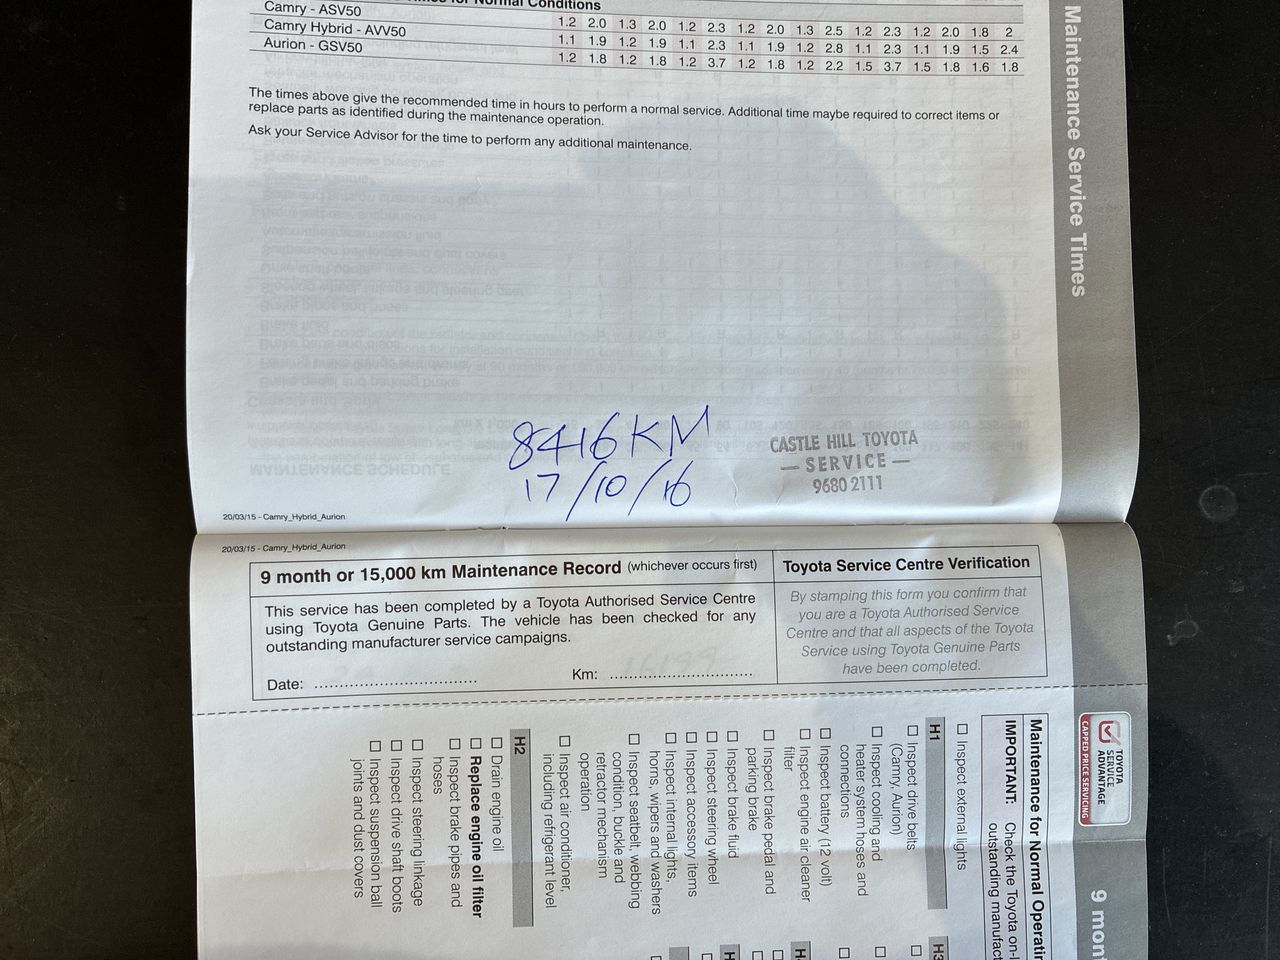 Normal Conditions
Camry - ASV50 1.2 2.0 1.3 2.0 1.2 2.3 1.2 2.0 1.3 2.5 1.2 2.3 1.2 2.0 1.8 2
Camry Hybrid - AVV50 1.1 1.9 1.2 1.9 1.1 2.3 1.1 1.9 1.2 2.8 1.1 2.3 1.1 1.9 1.5 2.4
Aurion - GSV50 1.2 1.8 1.2 1.8 1.2 3.7 1.2 1.8 1.2 2.2 1.5 3.7 1.5 1.8 1.6 1.8
The times above give the recommended time in hours to perform a normal service. Additional time maybe required to correct items or
replace parts as identified during the maintenance operation.
Ask your Service Advisor for the time to perform any additional maintenance.
Maintenance Service Times
8416KM
17/10/16
CASTLE HILL TOYOTA
— SERVICE —
9680 2111
20/03/15 - Camry_Hybrid_Aurion
20/03/15 - Camry_Hybrid_Aurion
9 month or 15,000 km Maintenance Record (whichever occurs first)
This service has been completed by a Toyota Authorised Service Centre
using Toyota Genuine Parts. The vehicle has been checked for any
outstanding manufacturer service campaigns.
Date: ................................. Km: .............................
Toyota Service Centre Verification
By stamping this form you confirm that
you are a Toyota Authorised Service
Centre and that all aspects of the Toyota
Service using Toyota Genuine Parts
have been completed.
TOYOTA
SERVICE
ADVANTAGE
CAPPED PRICE SERVICING
9 mont
Maintenance for Normal Operatin
IMPORTANT: Check the Toyota on-l
outstanding manufact
☐ Inspect external lights
H1
☐ Inspect drive belts
(Camry, Aurion)
☐ Inspect cooling and
heater system hoses and
connections
☐ Inspect battery (12 volt)
☐ Inspect engine air cleaner
filter
☐ Inspect brake pedal and
parking brake
☐ Inspect brake fluid
☐ Inspect steering wheel
☐ Inspect accessory items
☐ Inspect internal lights,
horns, wipers and washers
☐ Inspect seatbelt, webbing
condition, buckle and
retractor mechanism
operation
☐ Inspect air conditioner,
including refrigerant level
H2
☐ Drain engine oil
☐ Replace engine oil filter
☐ Inspect brake pipes and
hoses
☐ Inspect steering linkage
☐ Inspect drive shaft boots
☐ Inspect suspension ball
joints and dust covers
H3